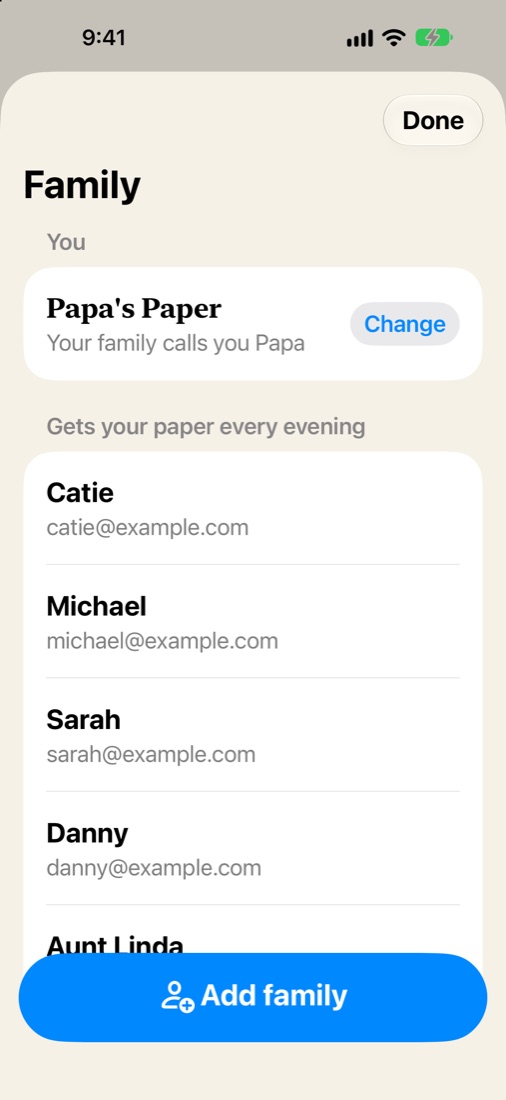 9:41
Done
Family
You
Papa's Paper
Your family calls you Papa
Change
Gets your paper every evening
Catie
catie@example.com
Michael
michael@example.com
Sarah
sarah@example.com
Danny
danny@example.com
Aunt Linda
Add family